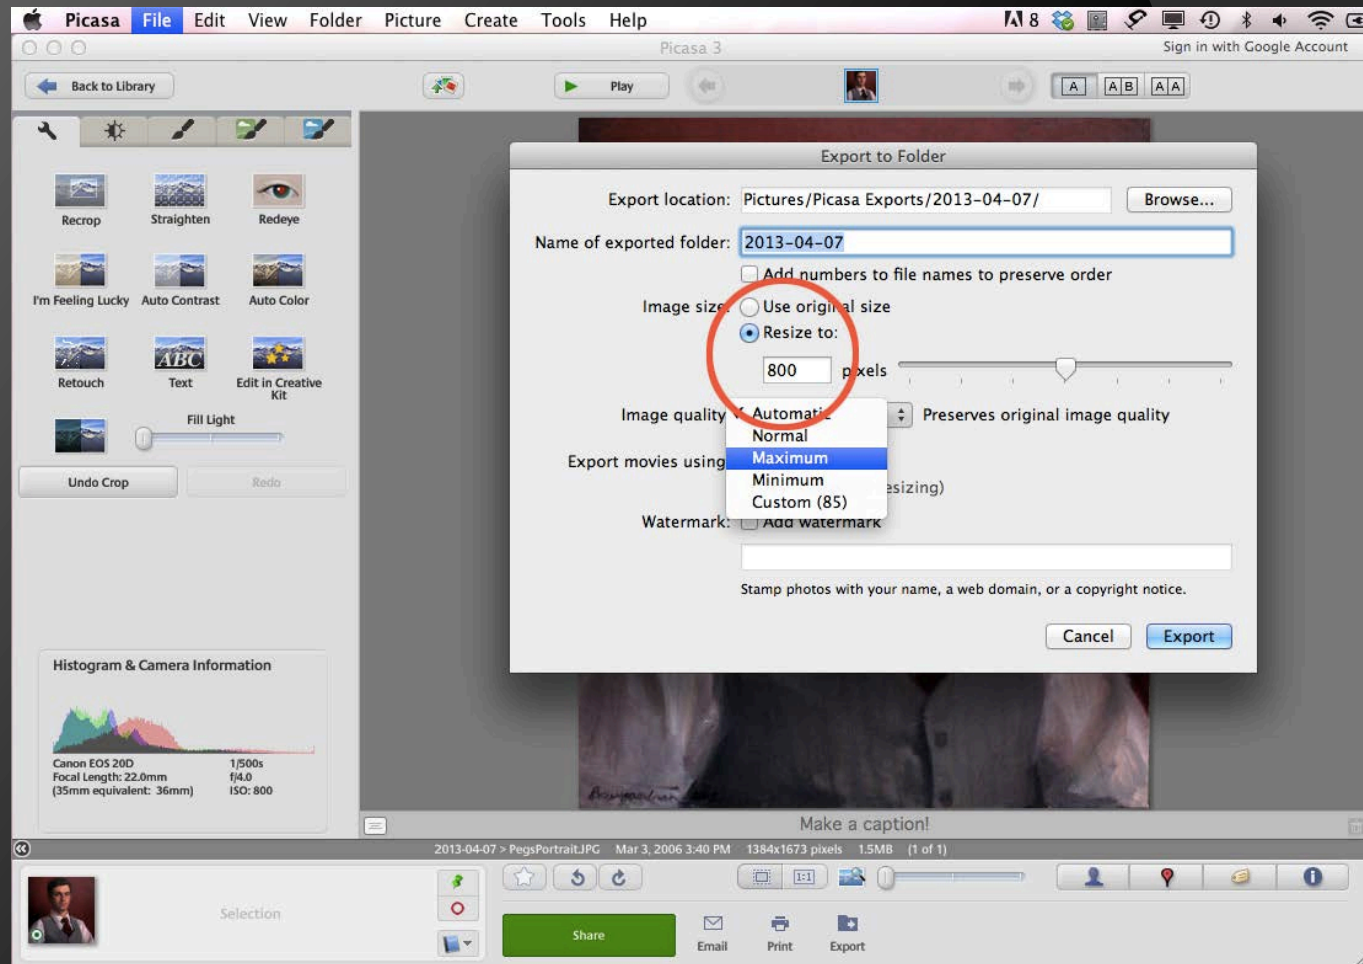 Picasa File Edit View Folder Picture Create Tools Help 8
Picasa 3 Sign in with Google Account
Back to Library Play A A B A A
Export to Folder
Export location: Pictures/Picasa Exports/2013-04-07/ Browse...
Name of exported folder: 2013-04-07
Add numbers to file names to preserve order
Image size: Use original size
Resize to:
800 pixels
Image quality Automatic Preserves original image quality
Normal
Export movies using Maximum
Minimum
esizing)
Custom (85)
Watermark: Add watermark
Stamp photos with your name, a web domain, or a copyright notice.
Cancel Export
Recrop Straighten Redeye
I'm Feeling Lucky Auto Contrast Auto Color
ABC
Retouch Text Edit in Creative
Kit
Fill Light
Undo Crop Redo
Histogram & Camera Information
Canon EOS 20D 1/500s
Focal Length: 22.0mm f/4.0
(35mm equivalent: 36mm) ISO: 800
Make a caption!
2013-04-07 > PegsPortrait.JPG Mar 3, 2006 3:40 PM 1384x1673 pixels 1.5MB (1 of 1)
1:1
Selection
Share Email Print Export